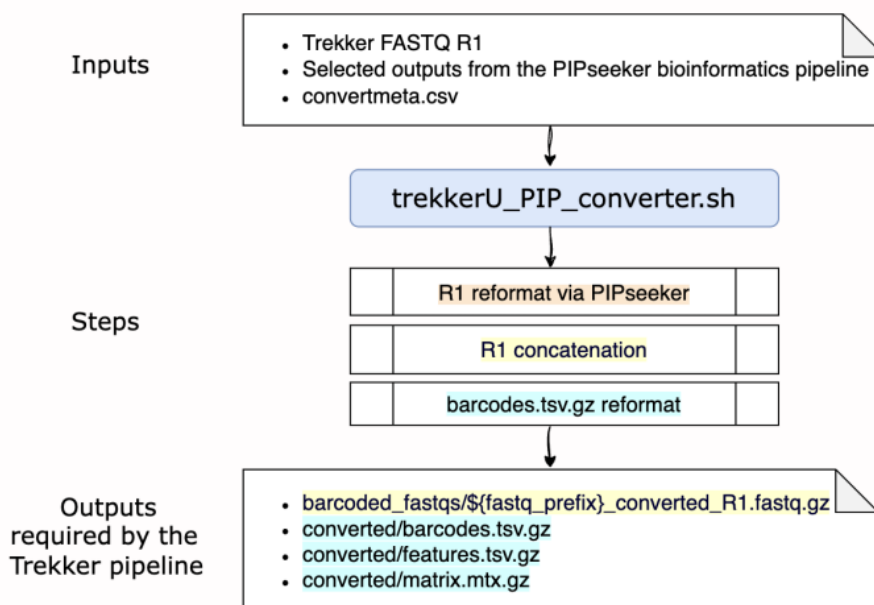 Inputs
• Trekker FASTQ R1
• Selected outputs from the PIPseeker bioinformatics pipeline
• convertmeta.csv
trekkerU_PIP_converter.sh
Steps
R1 reformat via PIPseeker
R1 concatenation
barcodes.tsv.gz reformat
Outputs
required by the
Trekker pipeline
• barcoded_fastqs/${fastq_prefix}_converted_R1.fastq.gz
• converted/barcodes.tsv.gz
• converted/features.tsv.gz
• converted/matrix.mtx.gz